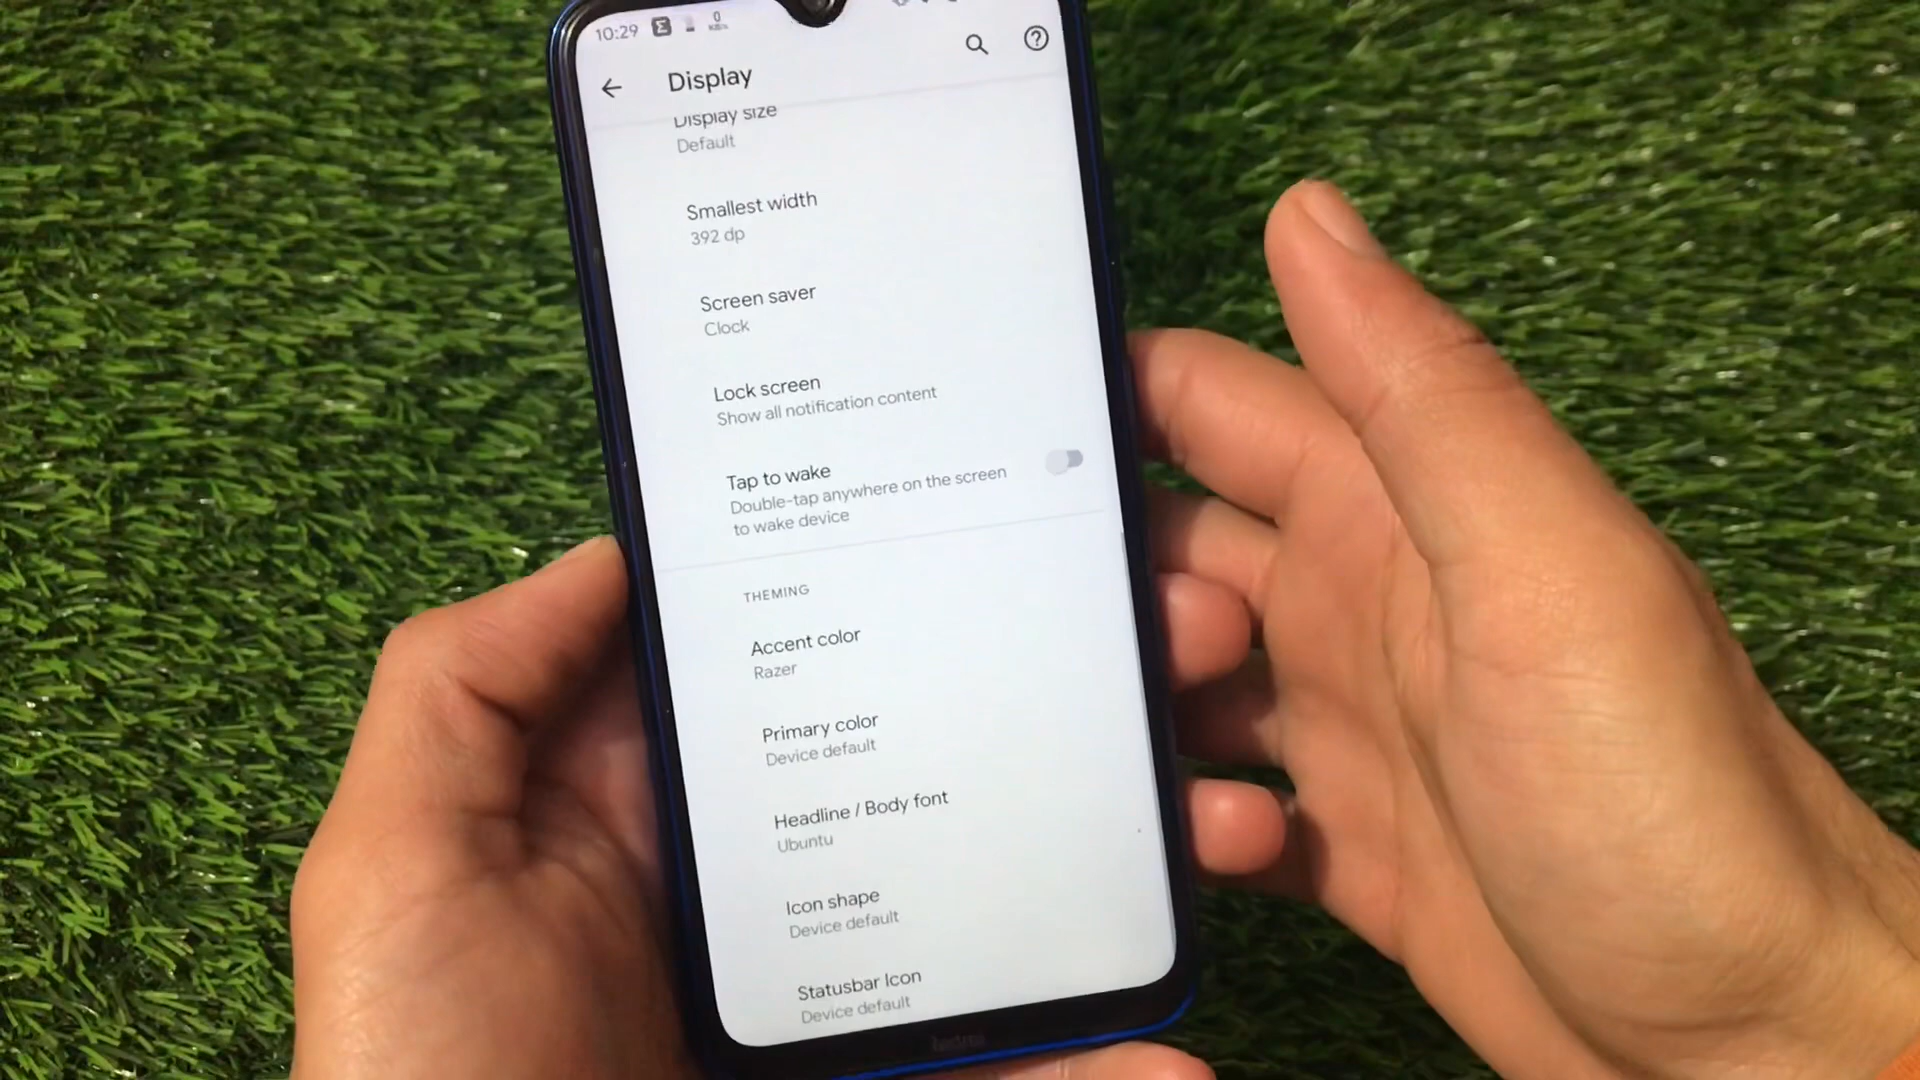 10:29 Σ 0
Display
Display size
Default
Smallest width
392 dp
Screen saver
Clock
Lock screen
Show all notification content
Tap to wake
Double-tap anywhere on the screen
to wake device
THEMING
Accent color
Razer
Primary color
Device default
Headline / Body font
Ubuntu
Icon shape
Device default
Statusbar Icon
Device default